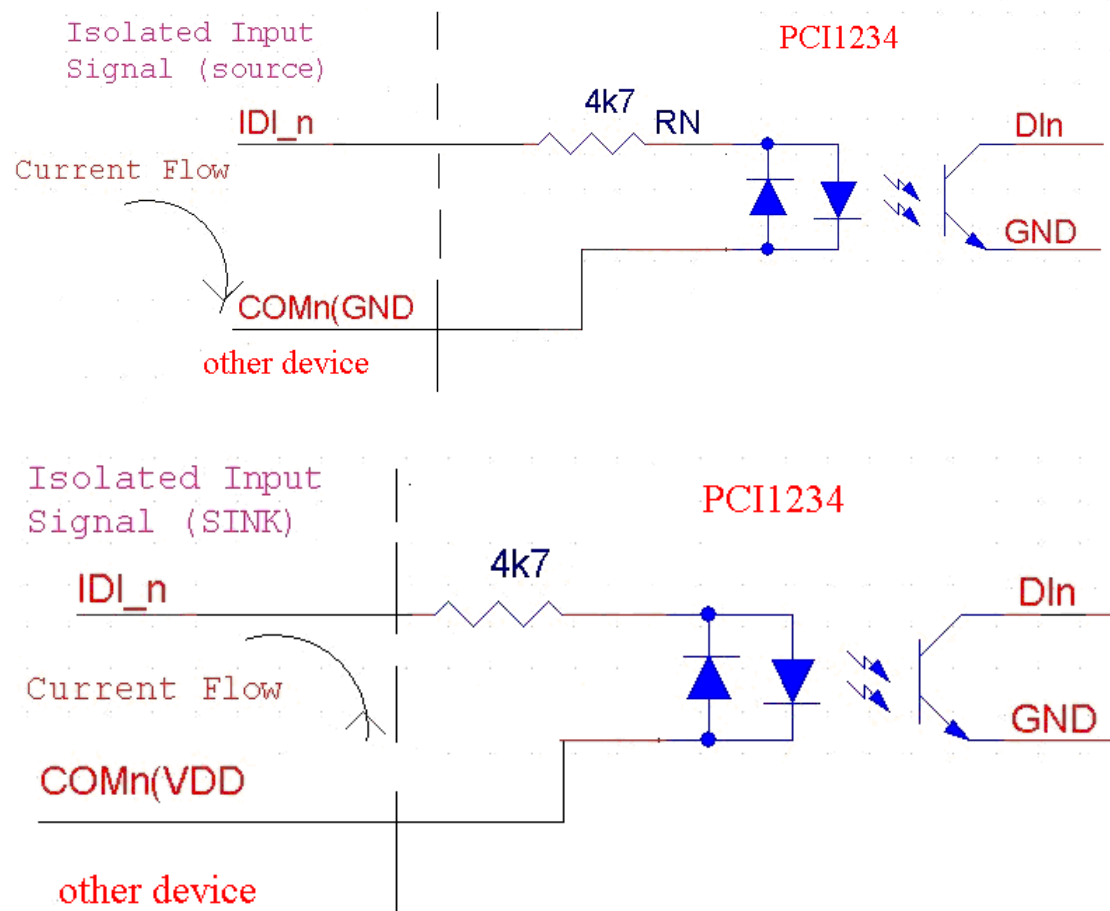 Isolated Input
Signal (source)
PCI1234
IDI_n
4k7
RN
DIn
Current Flow
GND
COMn(GND
other device
Isolated Input
Signal (SINK)
PCI1234
4k7
IDI_n
DIn
Current Flow
GND
COMn(VDD
other device